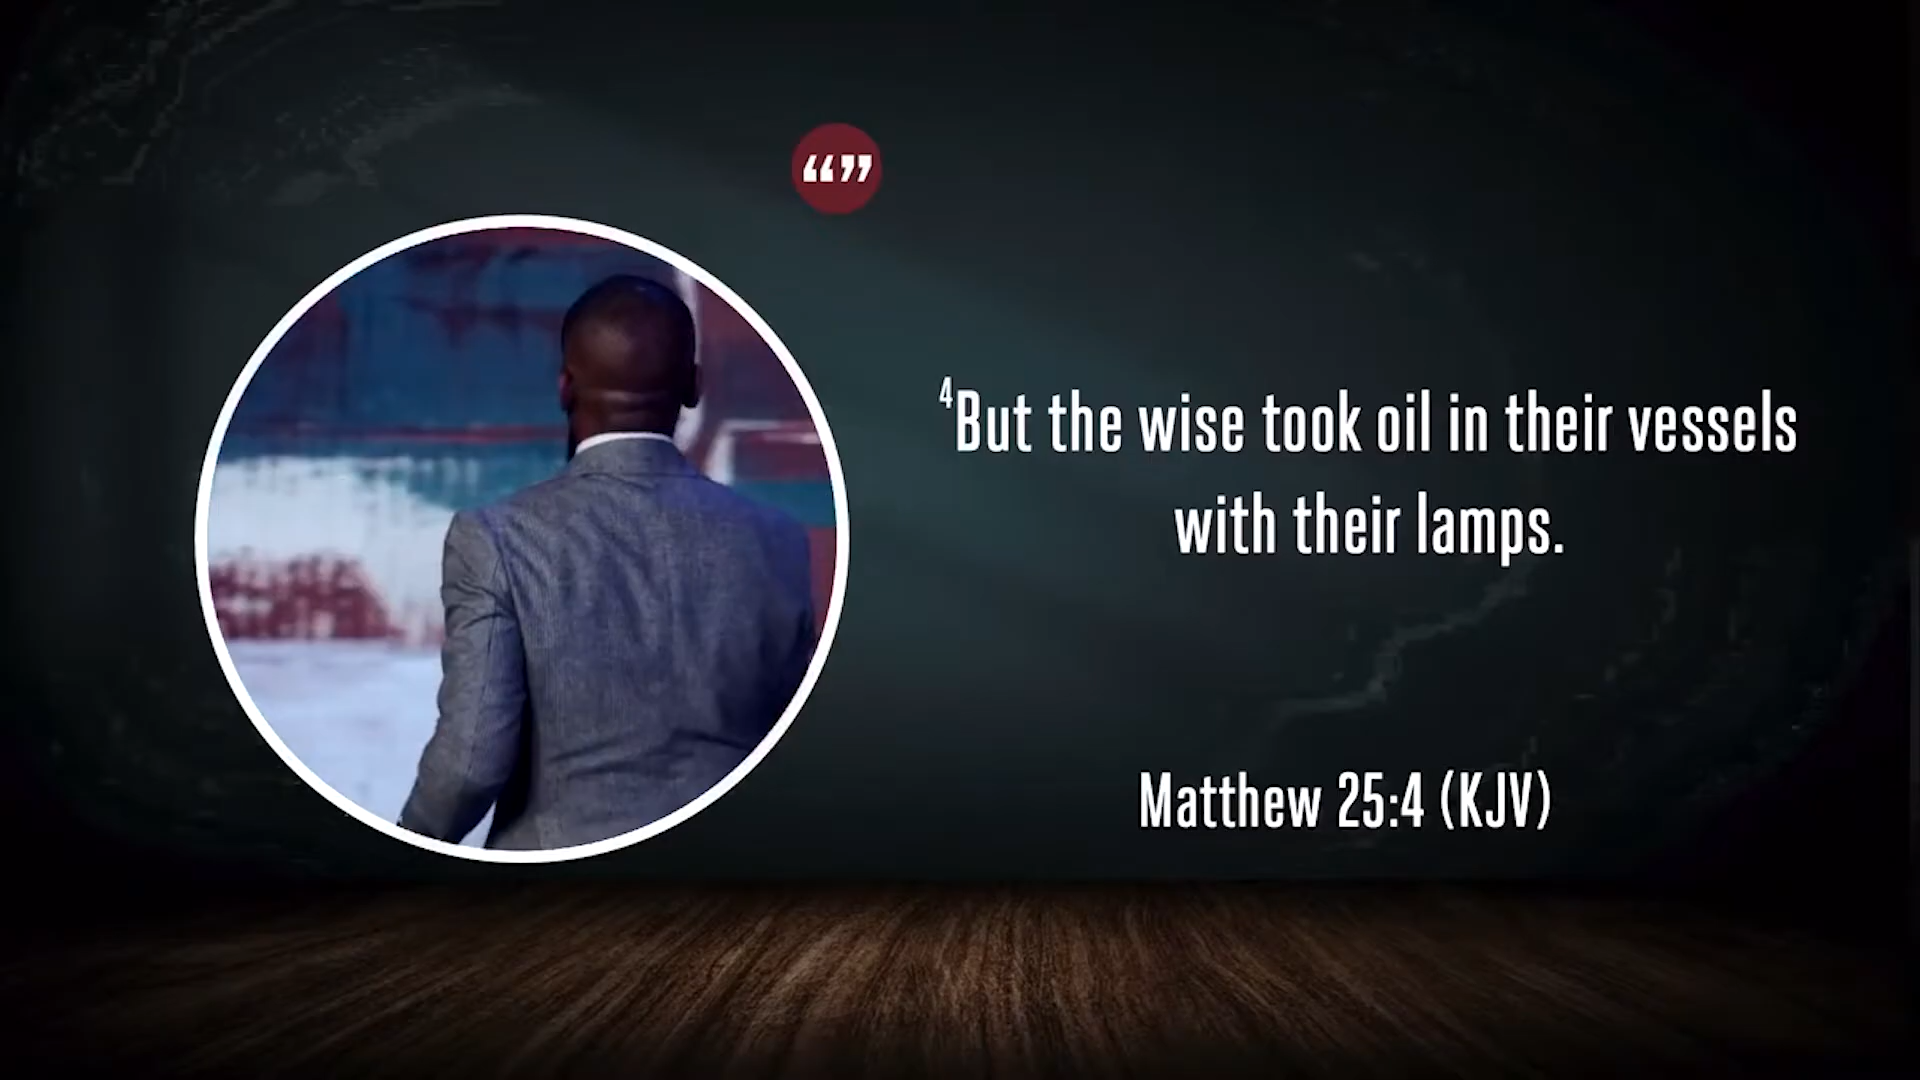 “”
⁴But the wise took oil in their vessels
with their lamps.
Matthew 25:4 (KJV)